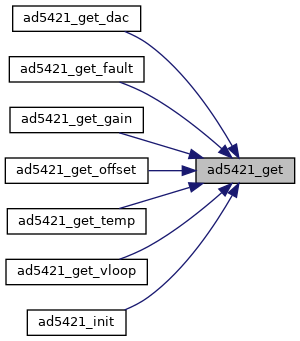 ad5421_get_dac
ad5421_get_fault
ad5421_get_gain
ad5421_get_offset
ad5421_get
ad5421_get_temp
ad5421_get_vloop
ad5421_init